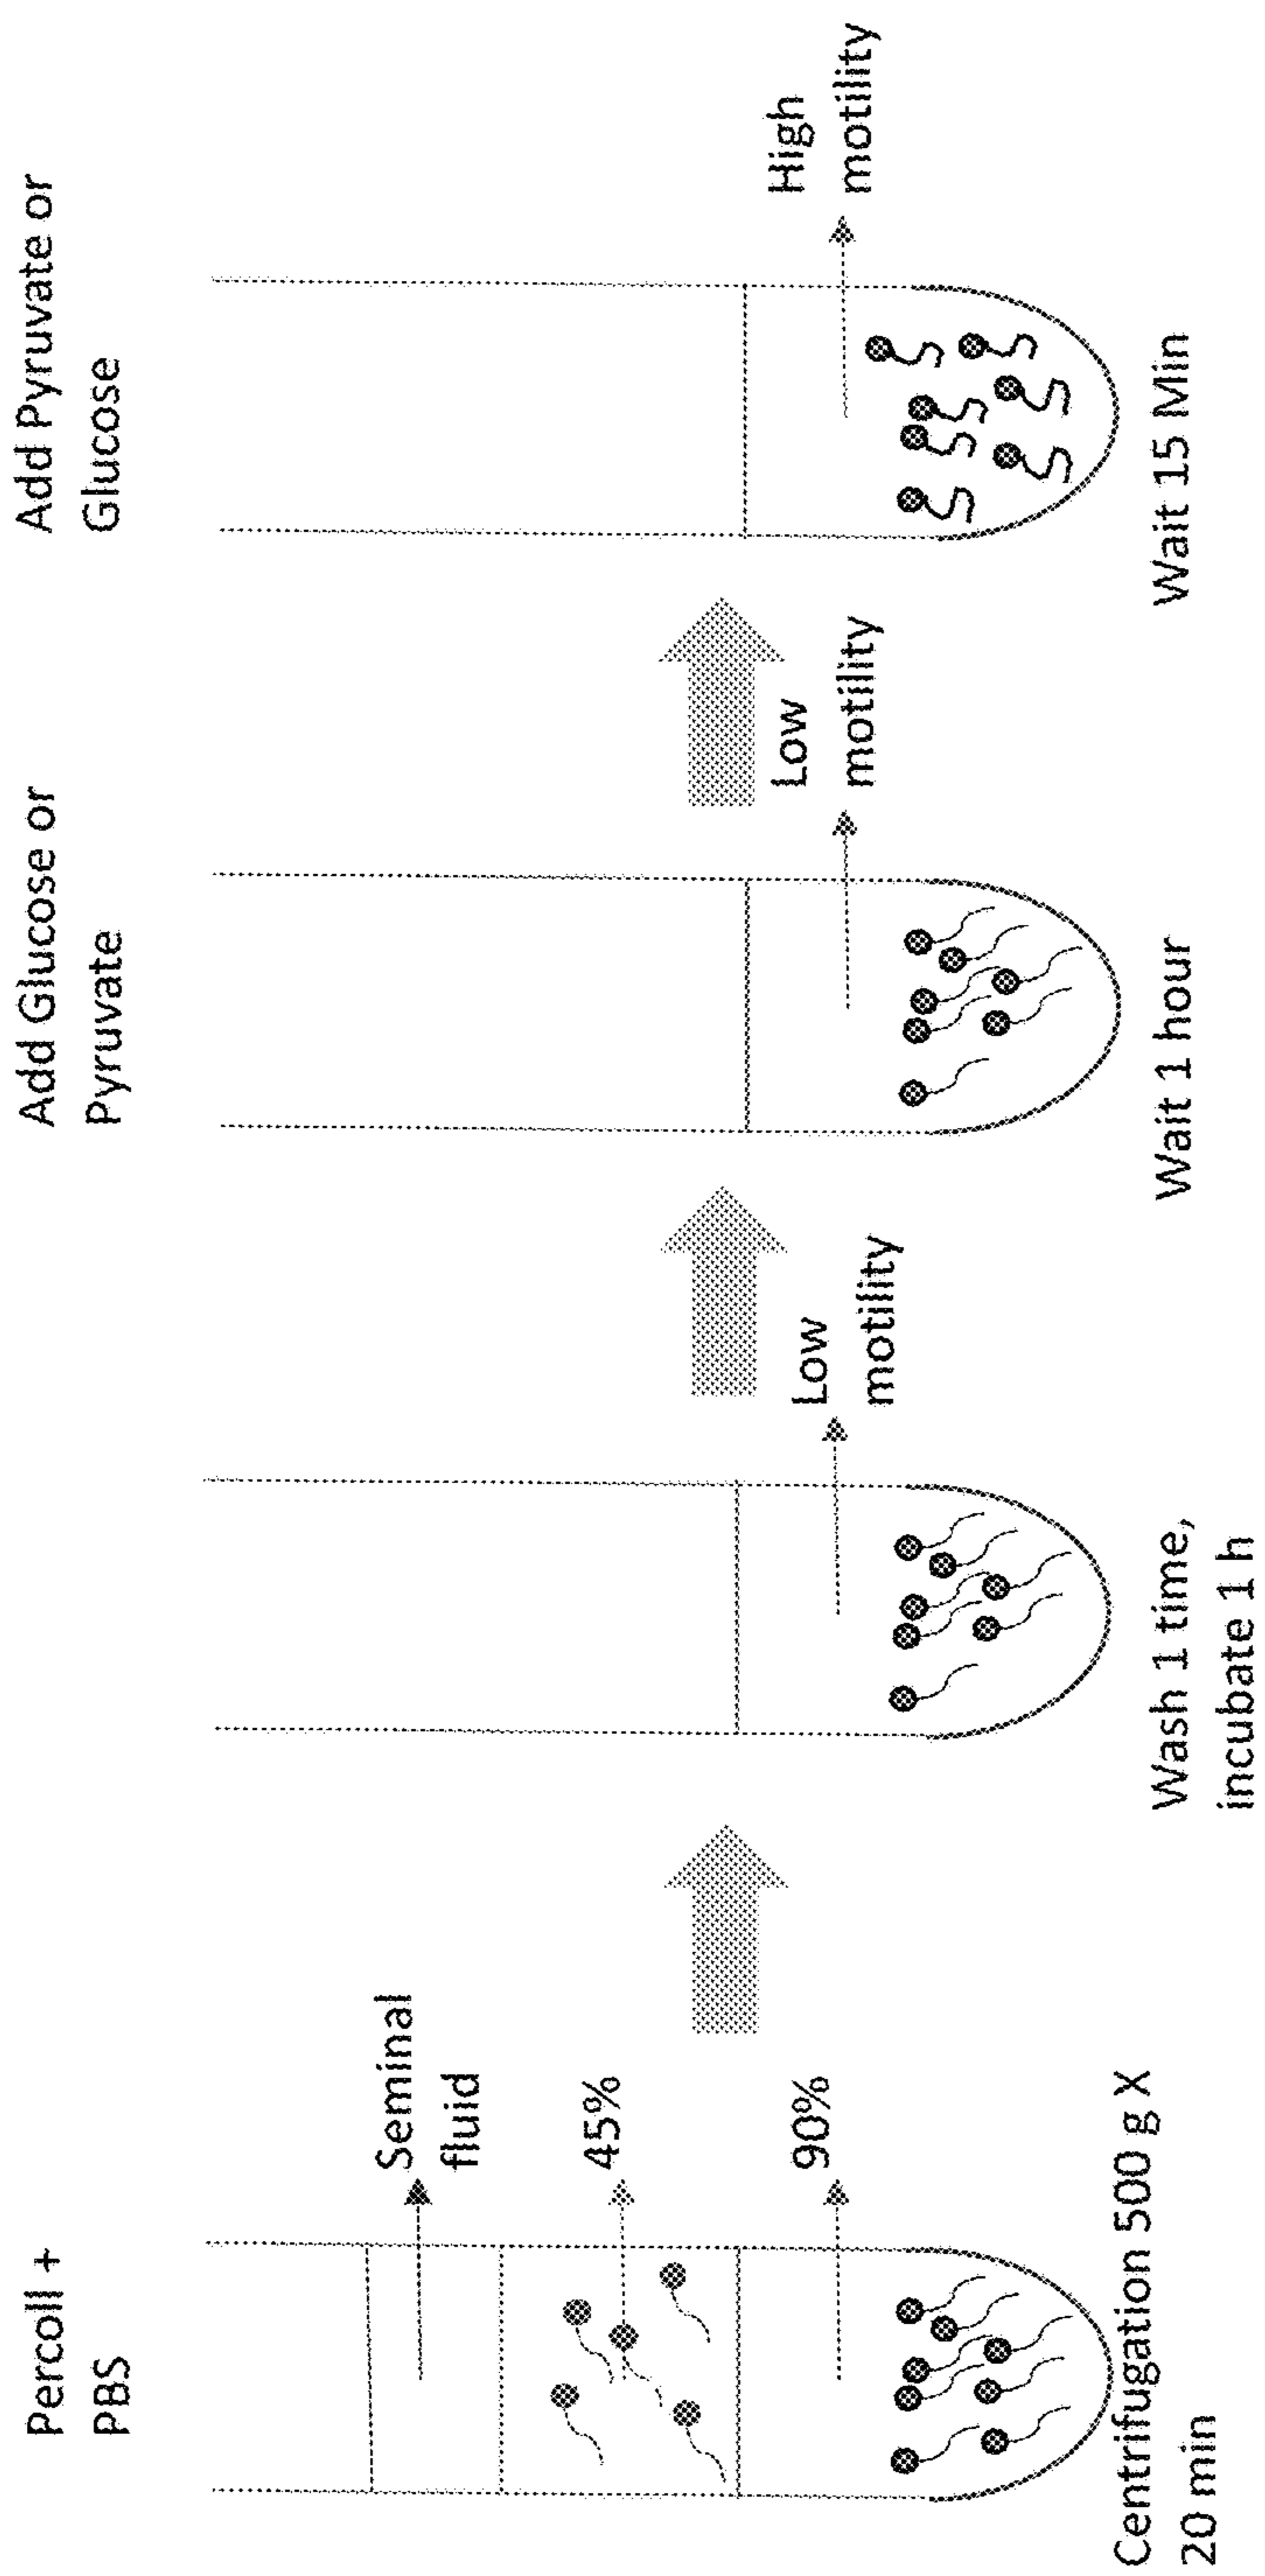 Percoll +
PBS
Seminal
fluid
45%
90%
Centrifugation 500 g X
20 min
Low
motility
Wash 1 time,
incubate 1 h
Add Glucose or
Pyruvate
Low
motility
Wait 1 hour
Add Pyruvate or
Glucose
High
motility
Wait 15 Min